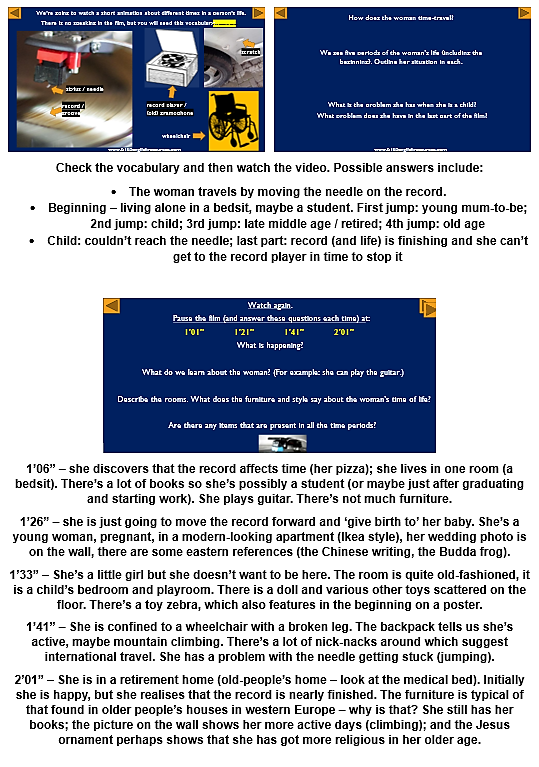 We're going to watch a short animation about different times in a person's life.
There is no speaking in the film, but you will need this vocabulary
scratch
stylus / needle
record /
groove
record player /
(old) gramophone
wheelchair
How does the woman time-travel?
We see five periods of the woman's life (including the
beginning). Outline her situation in each.
What is the problem she has when she is a child?
What problem does she have in the last part of the film?
Check the vocabulary and then watch the video. Possible answers include:
• The woman travels by moving the needle on the record.
• Beginning – living alone in a bedsit, maybe a student. First jump: young mum-to-be;
2nd jump: child; 3rd jump: late middle age / retired; 4th jump: old age
• Child: couldn't reach the needle; last part: record (and life) is finishing and she can't
get to the record player in time to stop it
Watch again.
Pause the film (and answer these questions each time) at:
1'01" 1'21" 1'41" 2'01"
What is happening?
What do we learn about the woman? (For example: she can play the guitar.)
Describe the rooms. What does the furniture and style say about the woman's time of life?
Are there any items that are present in all the time periods?
1'06" – she discovers that the record affects time (her pizza); she lives in one room (a
bedsit). There's a lot of books so she's possibly a student (or maybe just after graduating
and starting work). She plays guitar. There's not much furniture.
1'26" – she is just going to move the record forward and 'give birth to' her baby. She's a
young woman, pregnant, in a modern-looking apartment (Ikea style), her wedding photo is
on the wall, there are some eastern references (the Chinese writing, the Budda frog).
1'33" – She's a little girl but she doesn't want to be here. The room is quite old-fashioned, it
is a child's bedroom and playroom. There is a doll and various other toys scattered on the
floor. There's a toy zebra, which also features in the beginning on a poster.
1'41" – She is confined to a wheelchair with a broken leg. The backpack tells us she's
active, maybe mountain climbing. There's a lot of nick-nacks around which suggest
international travel. She has a problem with the needle getting stuck (jumping).
2'01" – She is in a retirement home (old-people's home – look at the medical bed). Initially
she is happy, but she realises that the record is nearly finished. The furniture is typical of
that found in older people's houses in western Europe – why is that? She still has her
books; the picture on the wall shows her more active days (climbing); and the Jesus
ornament perhaps shows that she has got more religious in her older age.